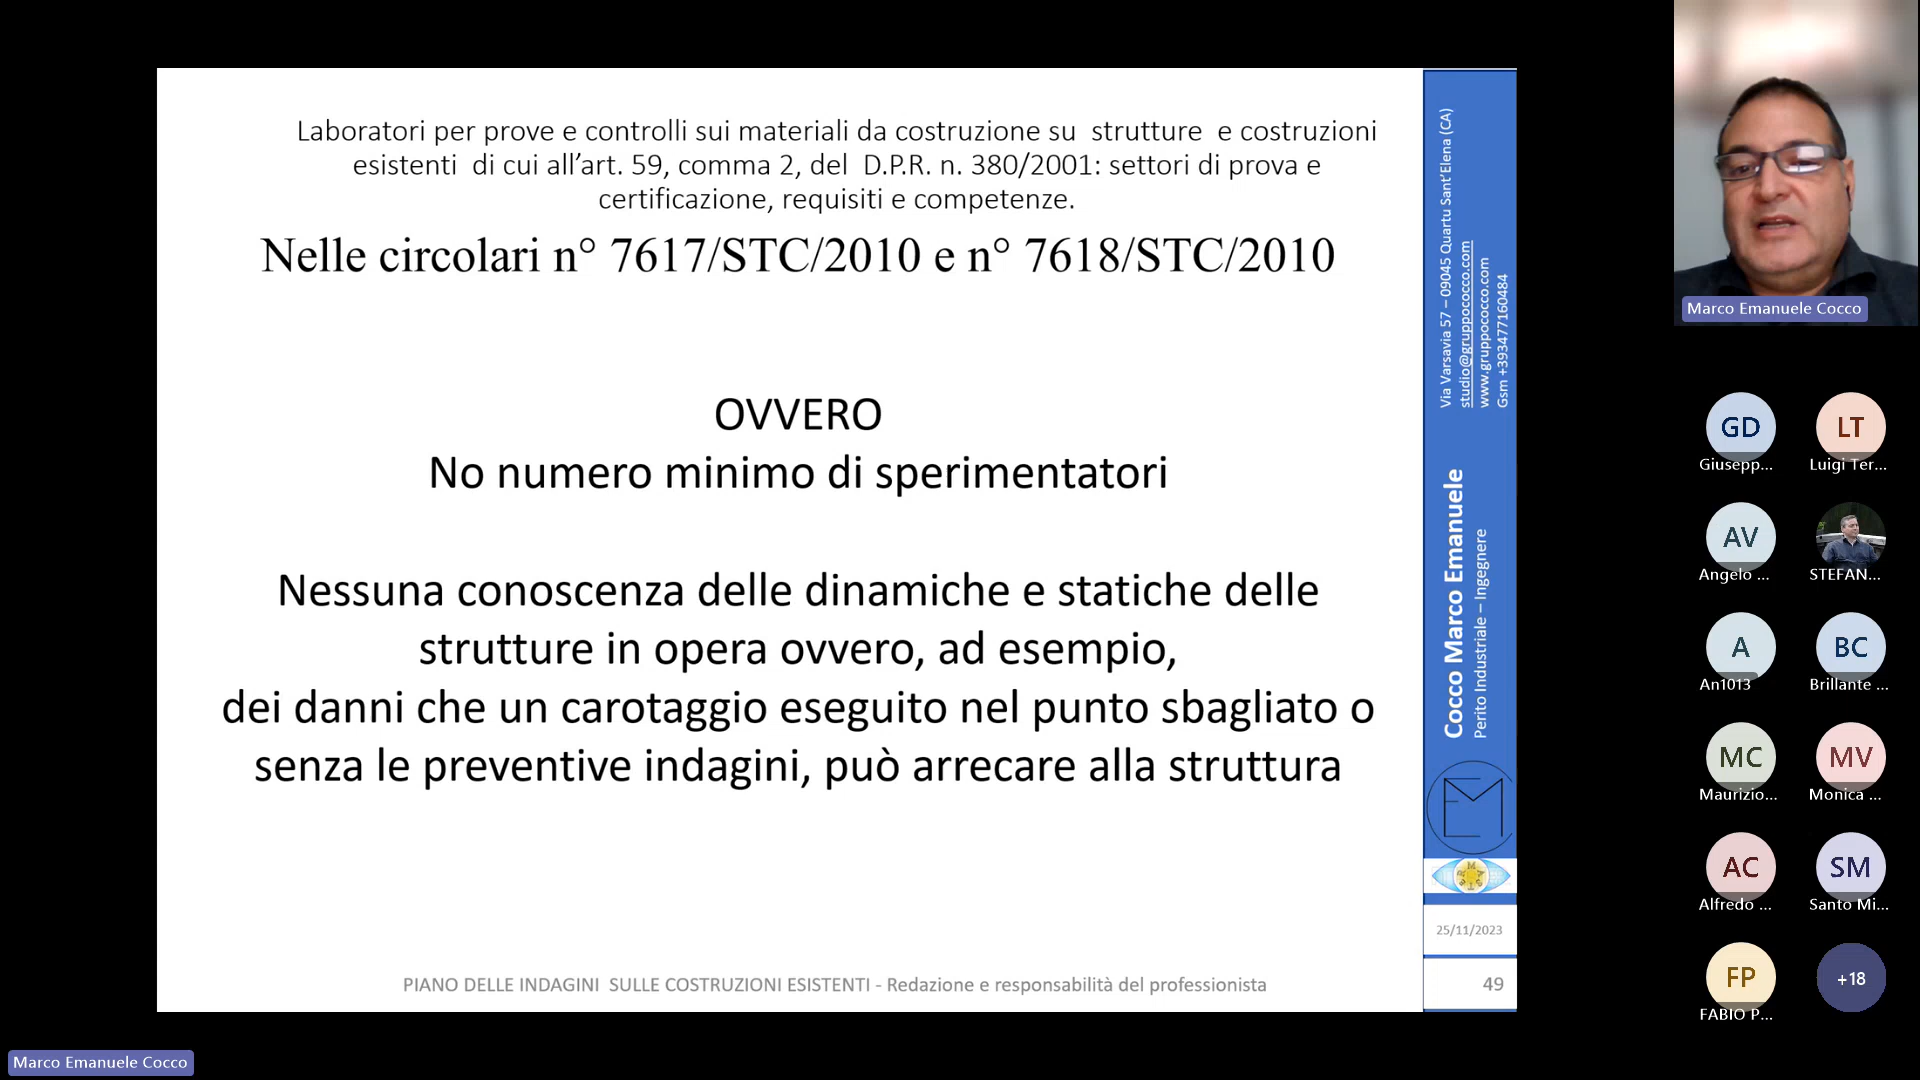 Laboratori per prove e controlli sui materiali da costruzione su strutture e costruzioni
esistenti di cui all’art. 59, comma 2, del D.P.R. n. 380/2001: settori di prova e
certificazione, requisiti e competenze.
Nelle circolari n° 7617/STC/2010 e n° 7618/STC/2010
OVVERO
No numero minimo di sperimentatori
Nessuna conoscenza delle dinamiche e statiche delle
strutture in opera ovvero, ad esempio,
dei danni che un carotaggio eseguito nel punto sbagliato o
senza le preventive indagini, può arrecare alla struttura
PIANO DELLE INDAGINI SULLE COSTRUZIONI ESISTENTI - Redazione e responsabilità del professionista
Via Varsavia 57 – 09045 Quartu Sant’Elena (CA)
studio@gruppococco.com
www.gruppococco.com
Gsm +393477160484
Cocco Marco Emanuele
Perito Industriale – Ingegnere
EM
25/11/2023
49
Marco Emanuele Cocco
GD
Giusepp...
LT
Luigi Ter...
AV
Angelo ...
STEFAN...
A
An1013
BC
Brillante ...
MC
Maurizio...
MV
Monica ...
AC
Alfredo ...
SM
Santo Mi...
FP
FABIO P...
+18
Marco Emanuele Cocco